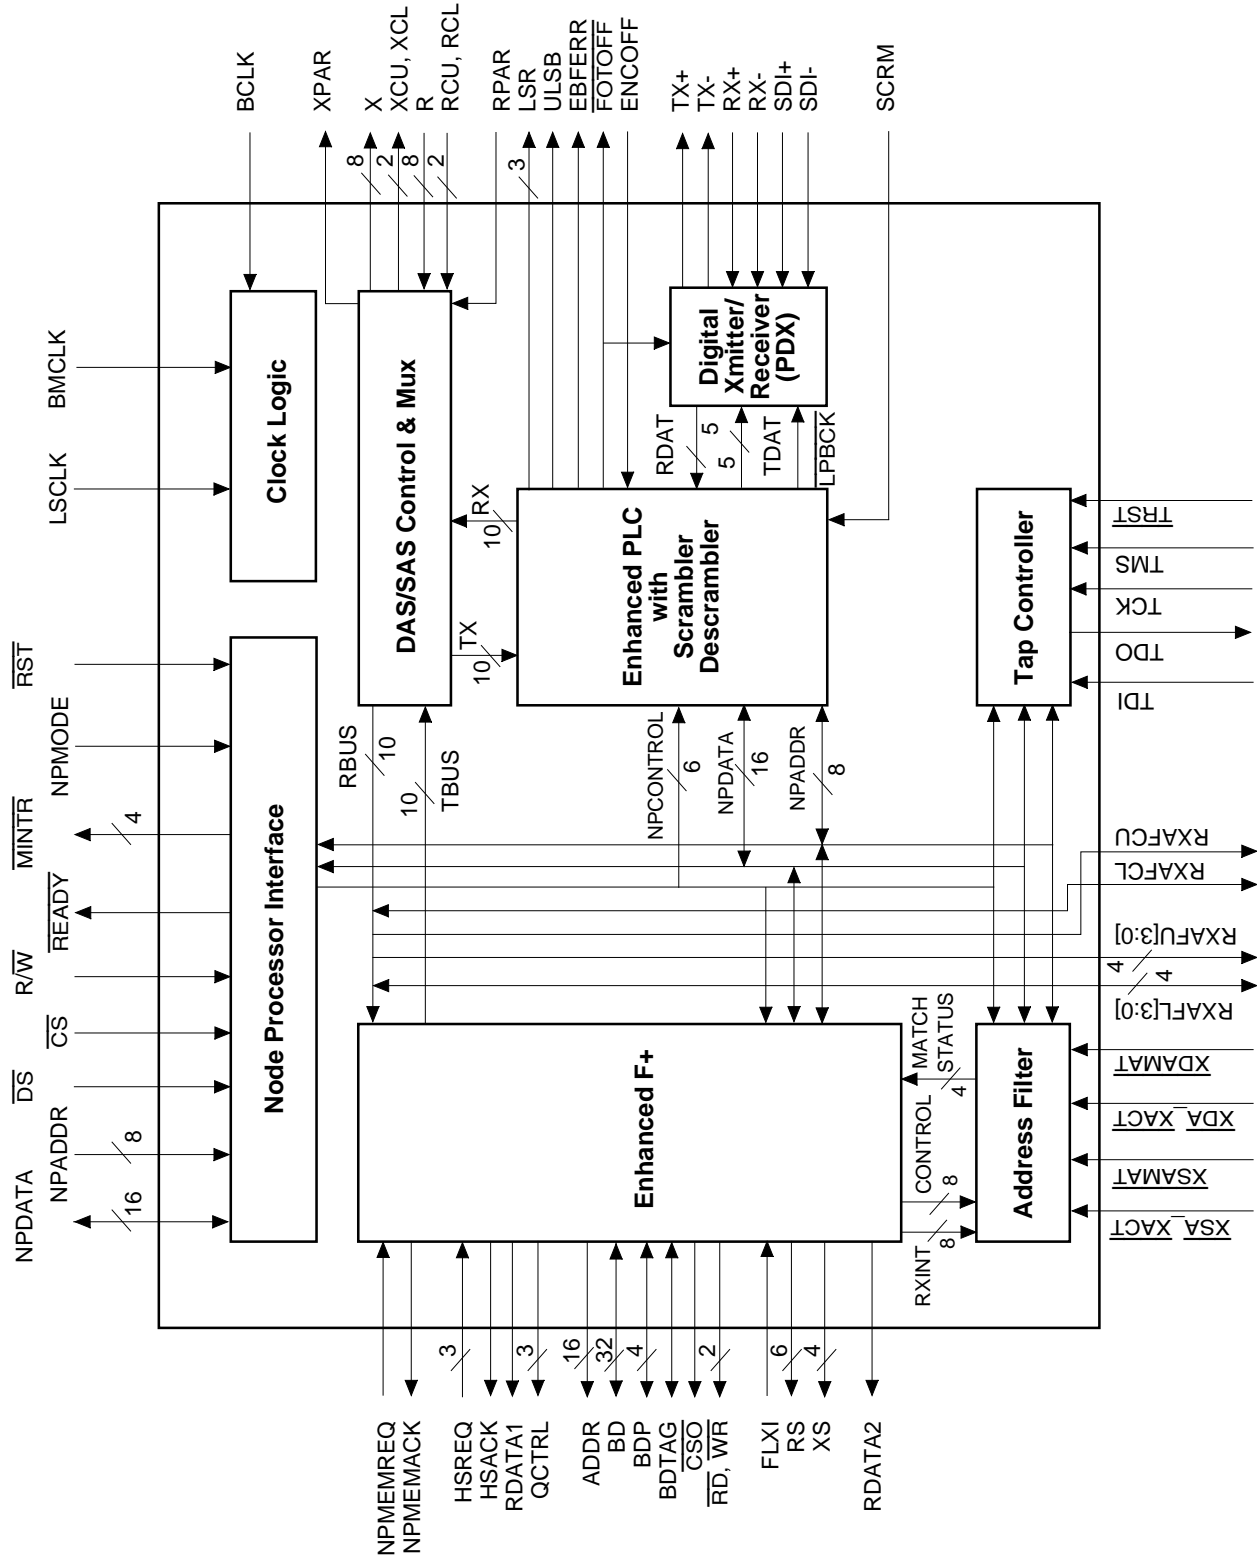 BCLK
XPAR
X
XCU, XCL
R
RCU, RCL
RPAR
LSR
ULSB
EBFERR
FOTOFF
ENCOFF
TX+
TX-
RX+
RX-
SDI+
SDI-
SCRM
8
2
8
2
3
BMCLK
LSCLK
Clock Logic
DAS/SAS Control & Mux
Digital
Xmitter/
Receiver
(PDX)
RDAT
5
5
TDAT
LPBCK
RX
10
TX
10
Enhanced PLC
with
Scrambler
Descrambler
Tap Controller
TRST
TMS
TCK
TDO
TDI
RST
NPMODE
MINTR
4
READY
R/W
CS
DS
NPADDR
8
NPDATA
16
Node Processor Interface
RBUS
10
10
TBUS
NPCONTROL
6
NPDATA
16
NPADDR
8
RXAFCU
RXAFCL
RXAFU[3:0]
4
4
RXAFL[3:0]
Enhanced F+
MATCH
STATUS
4
CONTROL
8
RXINT
8
Address Filter
XDAMAT
XDA_XACT
XSAMAT
XSA_XACT
3
3
16
32
4
2
6
4
NPMEMREQ
NPMEMACK
HSREQ
HSACK
RDATA1
QCTRL
ADDR
BD
BDP
BDTAG
CSO
RD, WR
FLXI
RS
XS
RDATA2